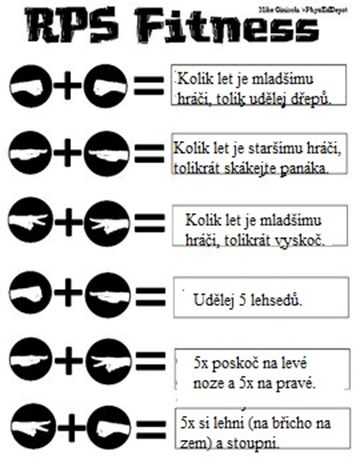 Mike Ginicola >PhysEdDepot
RPS Fitness
Kolik let je mladšímu
hráči, tolik udělej dřepů.
Kolik let je staršímu hráči,
tolikrát skákejte panáka.
Kolik let je mladšímu
hráči, tolikrát vyskoč.
Udělej 5 lehsedů.
5x poskoč na levé
noze a 5x na pravé.
5x si lehni (na břicho na
zem) a stoupni.